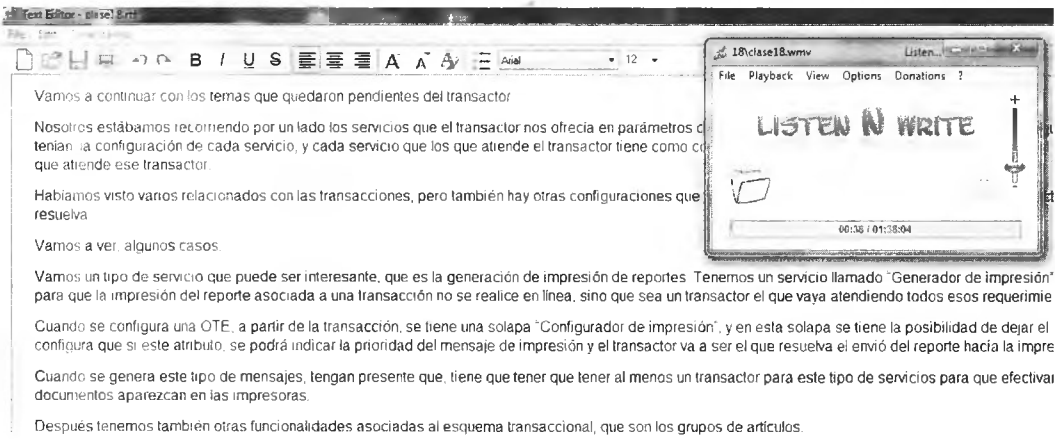 Text Editor - clase18.rtf
File Edit
B I U S A A A Arial 12
18\clase18.wmv Listen...
File Playback View Options Donations ?
LISTEN N WRITE
00:38 / 01:38:04
Vamos a continuar con los temas que quedaron pendientes del transactor
Nosotros estábamos recorriendo por un lado los servicios que el transactor nos ofrecía en parámetros
tenían la configuración de cada servicio, y cada servicio que los que atiende el transactor tiene como
que atiende ese transactor.
Habíamos visto varios relacionados con las transacciones, pero también hay otras configuraciones que
resuelva
Vamos a ver, algunos casos.
Vamos un tipo de servicio que puede ser interesante, que es la generación de impresión de reportes. Tenemos un servicio llamado "Generador de impresión"
para que la impresión del reporte asociada a una transacción no se realice en línea, sino que sea un transactor el que vaya atendiendo todos esos requerimie
Cuando se configura una OTE, a partir de la transacción, se tiene una solapa "Configurador de impresión", y en esta solapa se tiene la posibilidad de dejar el
configura que si este atributo, se podrá indicar la prioridad del mensaje de impresión y el transactor va a ser el que resuelva el envió del reporte hacía la impre
Cuando se genera este tipo de mensajes, tengan presente que, tiene que tener que tener al menos un transactor para este tipo de servicios para que efectivar
documentos aparezcan en las impresoras.
Después tenemos también otras funcionalidades asociadas al esquema transaccional, que son los grupos de artículos.